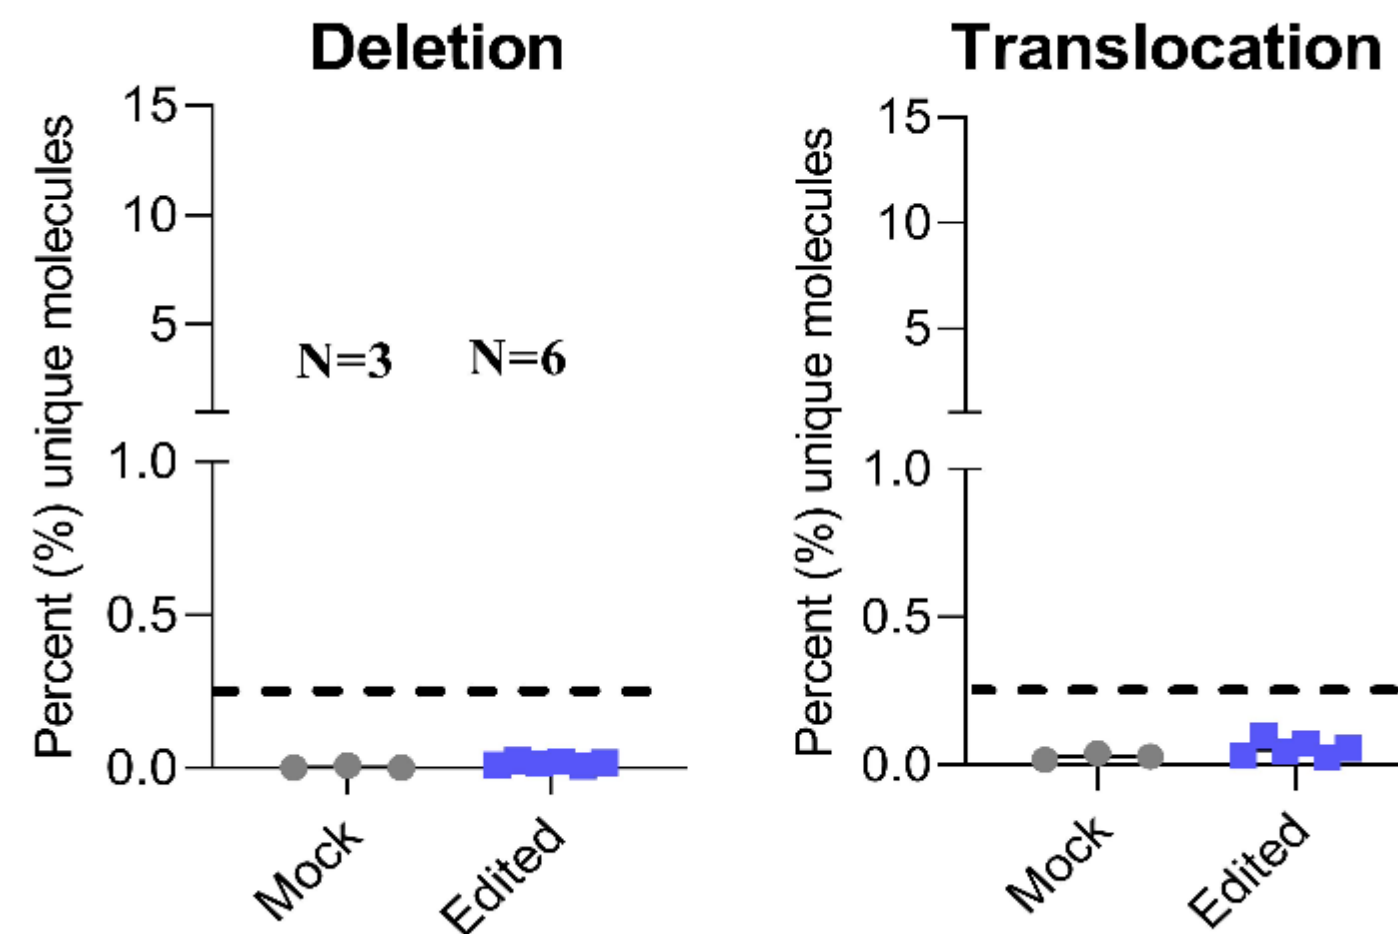 Deletion
Percent (%) unique molecules
15
10
5
N=3 N=6
1.0
0.5
0.0
Mock
Edited
Translocation
Percent (%) unique molecules
15
10
5
1.0
0.5
0.0
Mock
Edited